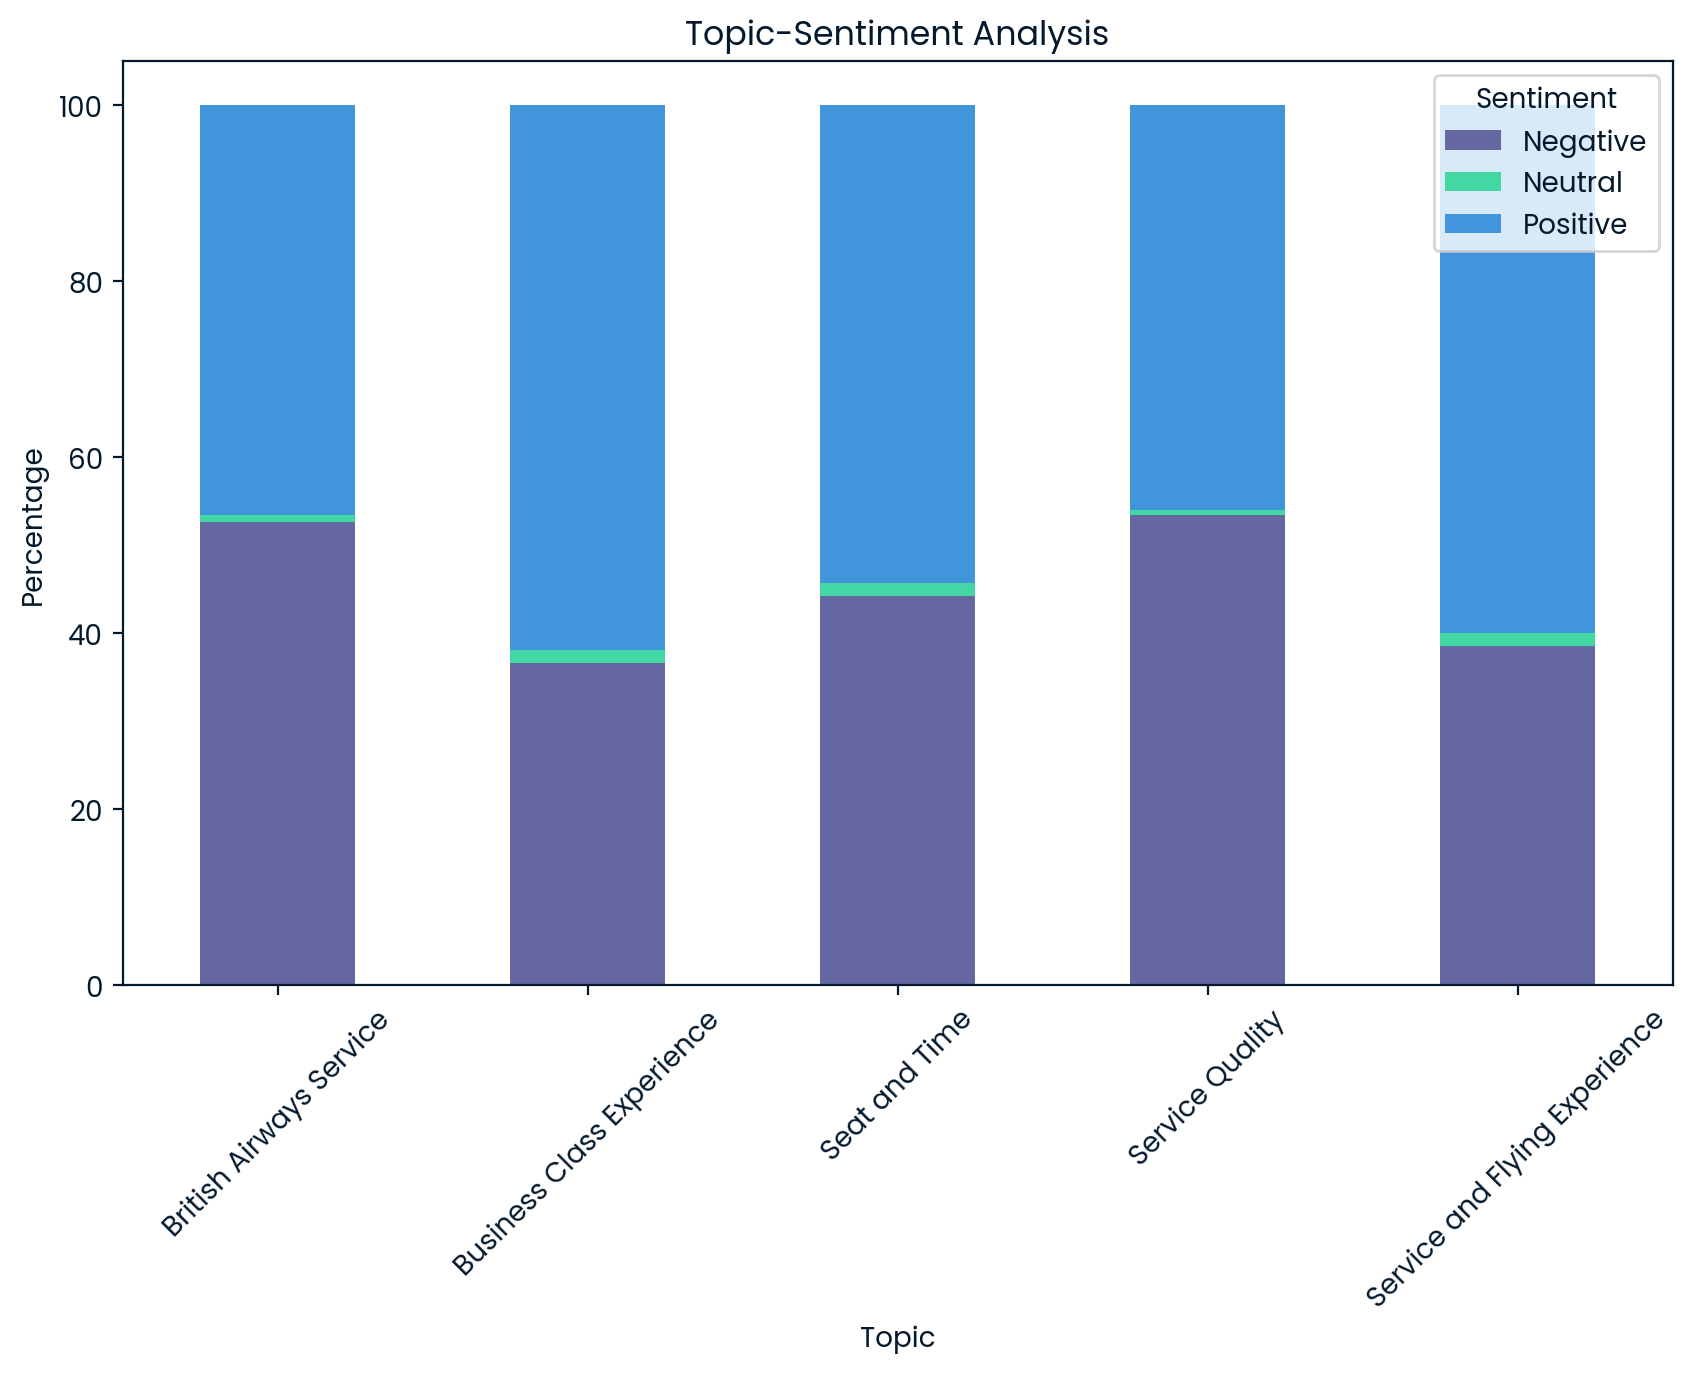 Topic-Sentiment Analysis
Sentiment
Negative
Neutral
Positive
Percentage
100
80
60
40
20
0
British Airways Service
Business Class Experience
Seat and Time
Service Quality
Service and Flying Experience
Topic